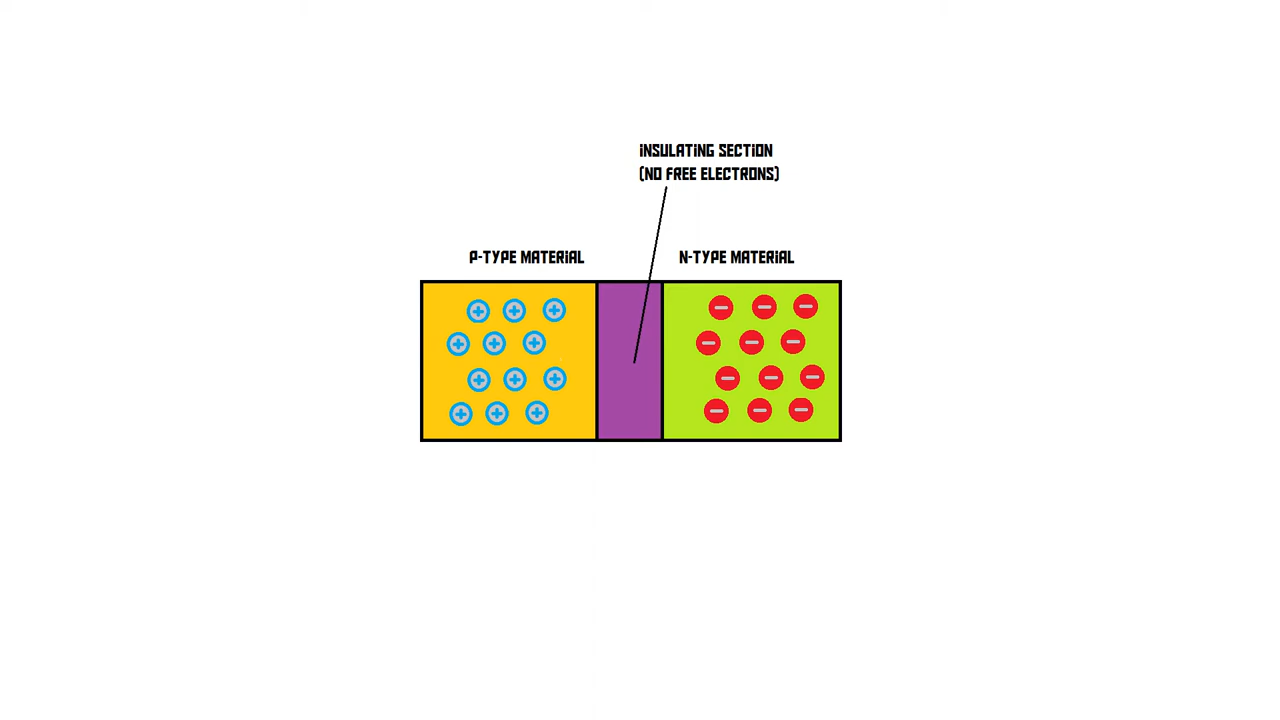 INSULATING SECTION
(NO FREE ELECTRONS)
P-TYPE MATERIAL
N-TYPE MATERIAL